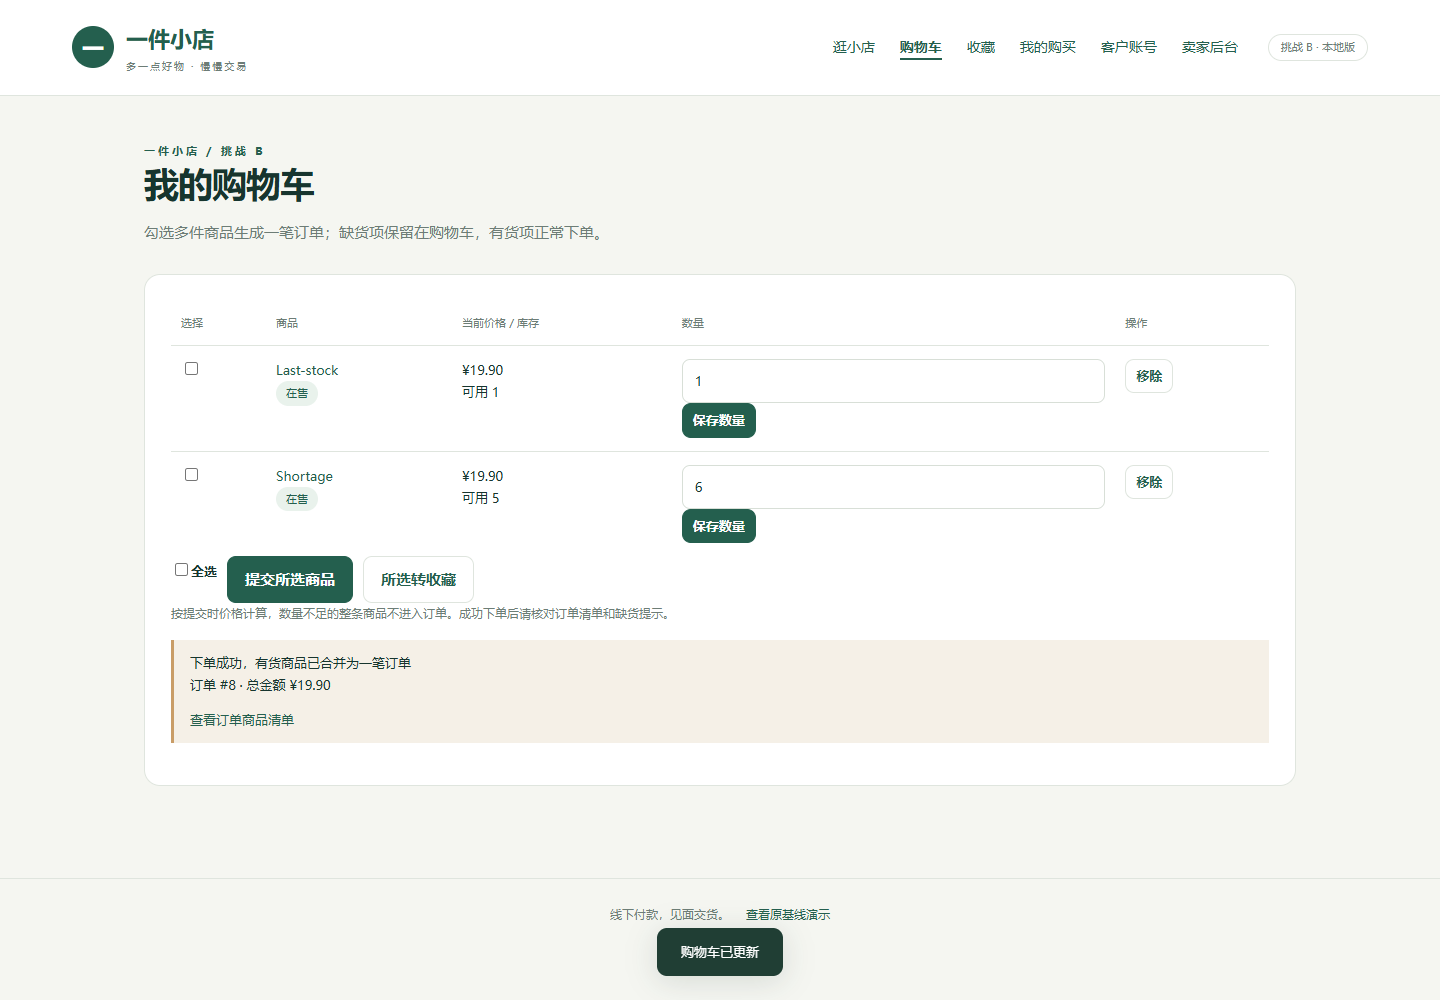 一件小店
多一点好物 · 慢慢交易
逛小店
购物车
收藏
我的购买
客户账号
卖家后台
挑战 B · 本地版
一件小店 / 挑战 B
我的购物车
勾选多件商品生成一笔订单；缺货项保留在购物车，有货项正常下单。
选择
商品
当前价格 / 库存
数量
操作
Last-stock
在售
¥19.90
可用 1
1
保存数量
移除
Shortage
在售
¥19.90
可用 5
6
保存数量
移除
全选
提交所选商品
所选转收藏
按提交时价格计算，数量不足的整条商品不进入订单。成功下单后请核对订单清单和缺货提示。
下单成功，有货商品已合并为一笔订单
订单 #8 · 总金额 ¥19.90
查看订单商品清单
线下付款，见面交货。
查看原基线演示
购物车已更新